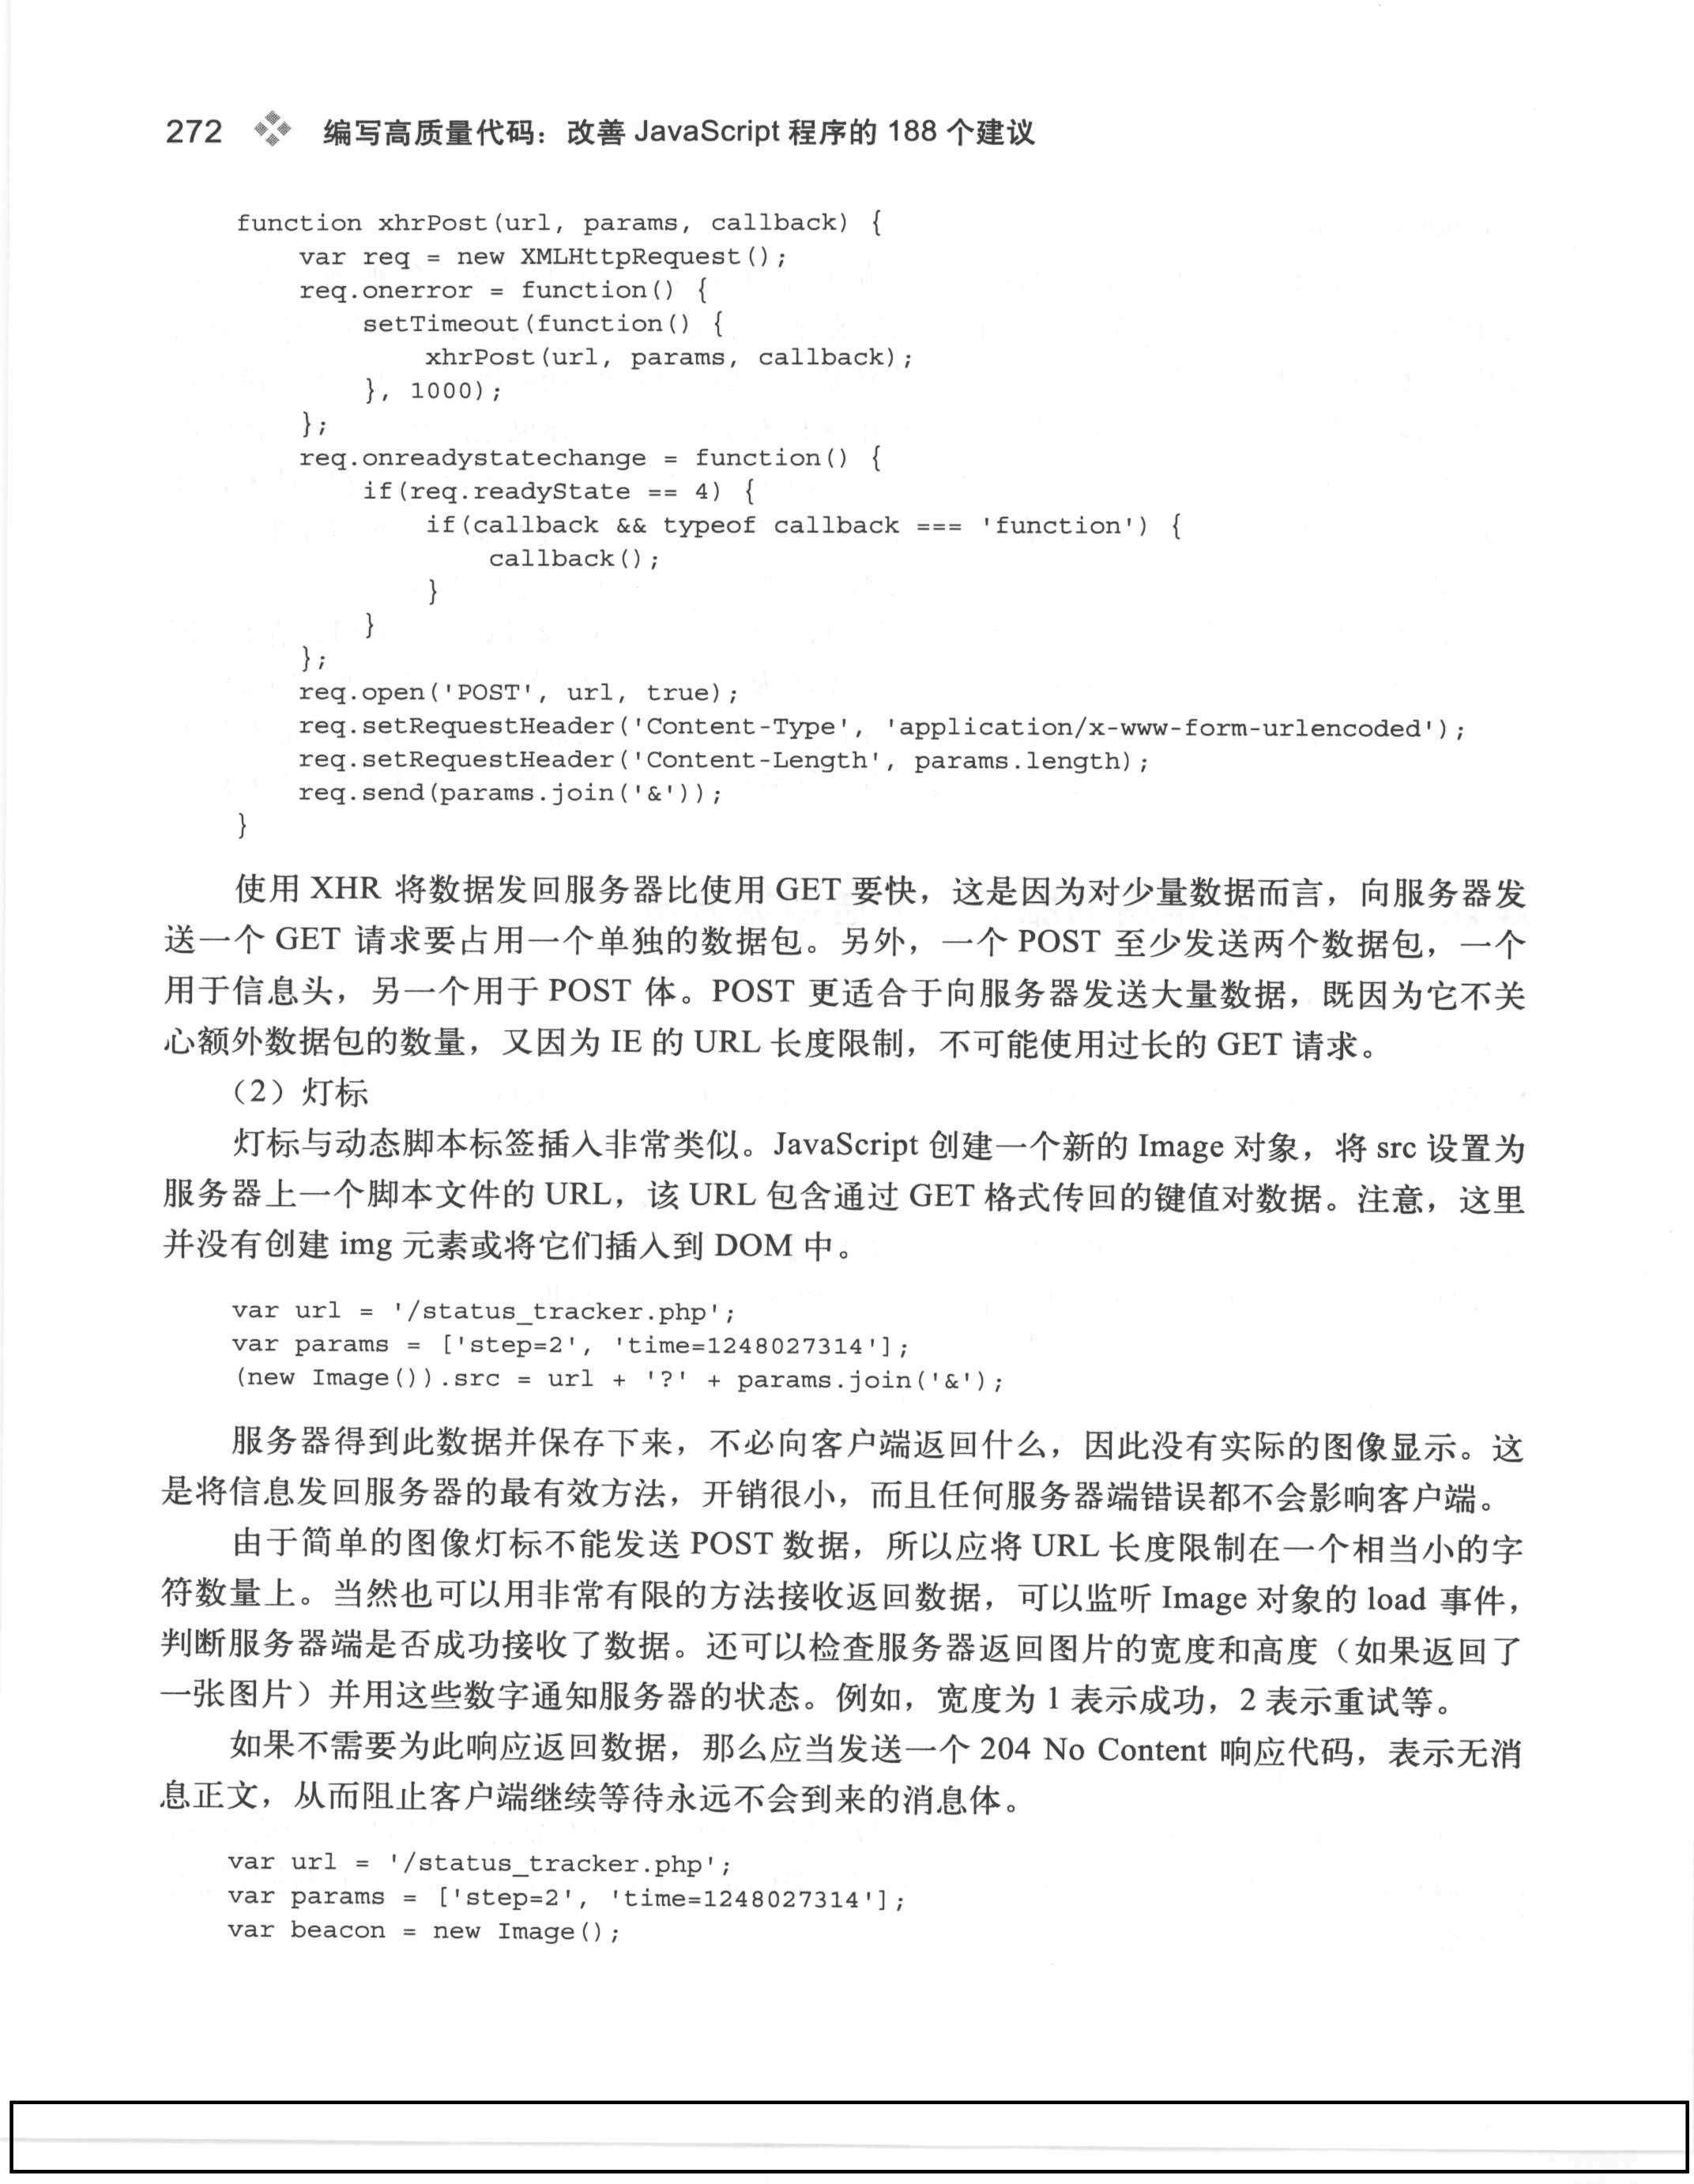 272 编写高质量代码：改善 JavaScript 程序的 188 个建议
function xhrPost(url, params, callback) {
    var req = new XMLHttpRequest();
    req.onerror = function() {
        setTimeout(function() {
            xhrPost(url, params, callback);
        }, 1000);
    };
    req.onreadystatechange = function() {
        if(req.readyState == 4) {
            if(callback && typeof callback === 'function') {
                callback();
            }
        }
    };
    req.open('POST', url, true);
    req.setRequestHeader('Content-Type', 'application/x-www-form-urlencoded');
    req.setRequestHeader('Content-Length', params.length);
    req.send(params.join('&'));
}
使用 XHR 将数据发回服务器比使用 GET 要快，这是因为对少量数据而言，向服务器发
送一个 GET 请求要占用一个单独的数据包。另外，一个 POST 至少发送两个数据包，一个
用于信息头，另一个用于 POST 体。POST 更适合于向服务器发送大量数据，既因为它不关
心额外数据包的数量，又因为 IE 的 URL 长度限制，不可能使用过长的 GET 请求。
（2）灯标
灯标与动态脚本标签插入非常类似。JavaScript 创建一个新的 Image 对象，将 src 设置为
服务器上一个脚本文件的 URL，该 URL 包含通过 GET 格式传回的键值对数据。注意，这里
并没有创建 img 元素或将它们插入到 DOM 中。
var url = '/status_tracker.php';
var params = ['step=2', 'time=1248027314'];
(new Image()).src = url + '?' + params.join('&');
服务器得到此数据并保存下来，不必向客户端返回什么，因此没有实际的图像显示。这
是将信息发回服务器的最有效方法，开销很小，而且任何服务器端错误都不会影响客户端。
由于简单的图像灯标不能发送 POST 数据，所以应将 URL 长度限制在一个相当小的字
符数量上。当然也可以用非常有限的方法接收返回数据，可以监听 Image 对象的 load 事件，
判断服务器端是否成功接收了数据。还可以检查服务器返回图片的宽度和高度（如果返回了
一张图片）并用这些数字通知服务器的状态。例如，宽度为 1 表示成功，2 表示重试等。
如果不需要为此响应返回数据，那么应当发送一个 204 No Content 响应代码，表示无消
息正文，从而阻止客户端继续等待永远不会到来的消息体。
var url = '/status_tracker.php';
var params = ['step=2', 'time=1248027314'];
var beacon = new Image();